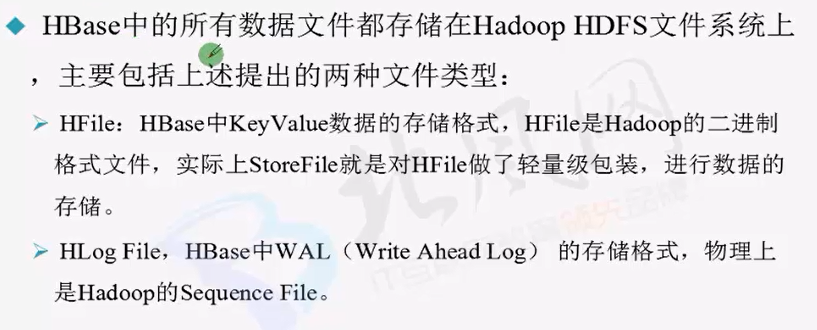 HBase中的所有数据文件都存储在Hadoop HDFS文件系统上
，主要包括上述提出的两种文件类型：
HFile：HBase中KeyValue数据的存储格式，HFile是Hadoop的二进制
格式文件，实际上StoreFile就是对HFile做了轻量级包装，进行数据的
存储。
HLog File，HBase中WAL（Write Ahead Log） 的存储格式，物理上
是Hadoop的Sequence File。
北风网